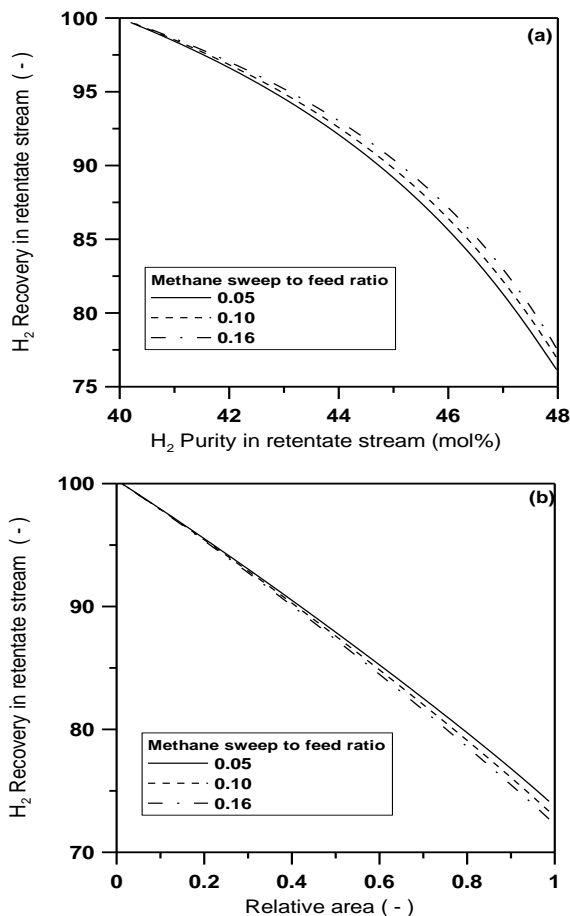 (a)
H2 Recovery in retentate stream ( - )
100
95
90
85
80
75
Methane sweep to feed ratio
0.05
0.10
0.16
40 42 44 46 48
H2 Purity in retentate stream (mol%)
(b)
H2 Recovery in retentate stream ( - )
100
90
80
70
Methane sweep to feed ratio
0.05
0.10
0.16
0 0.2 0.4 0.6 0.8 1
Relative area ( - )